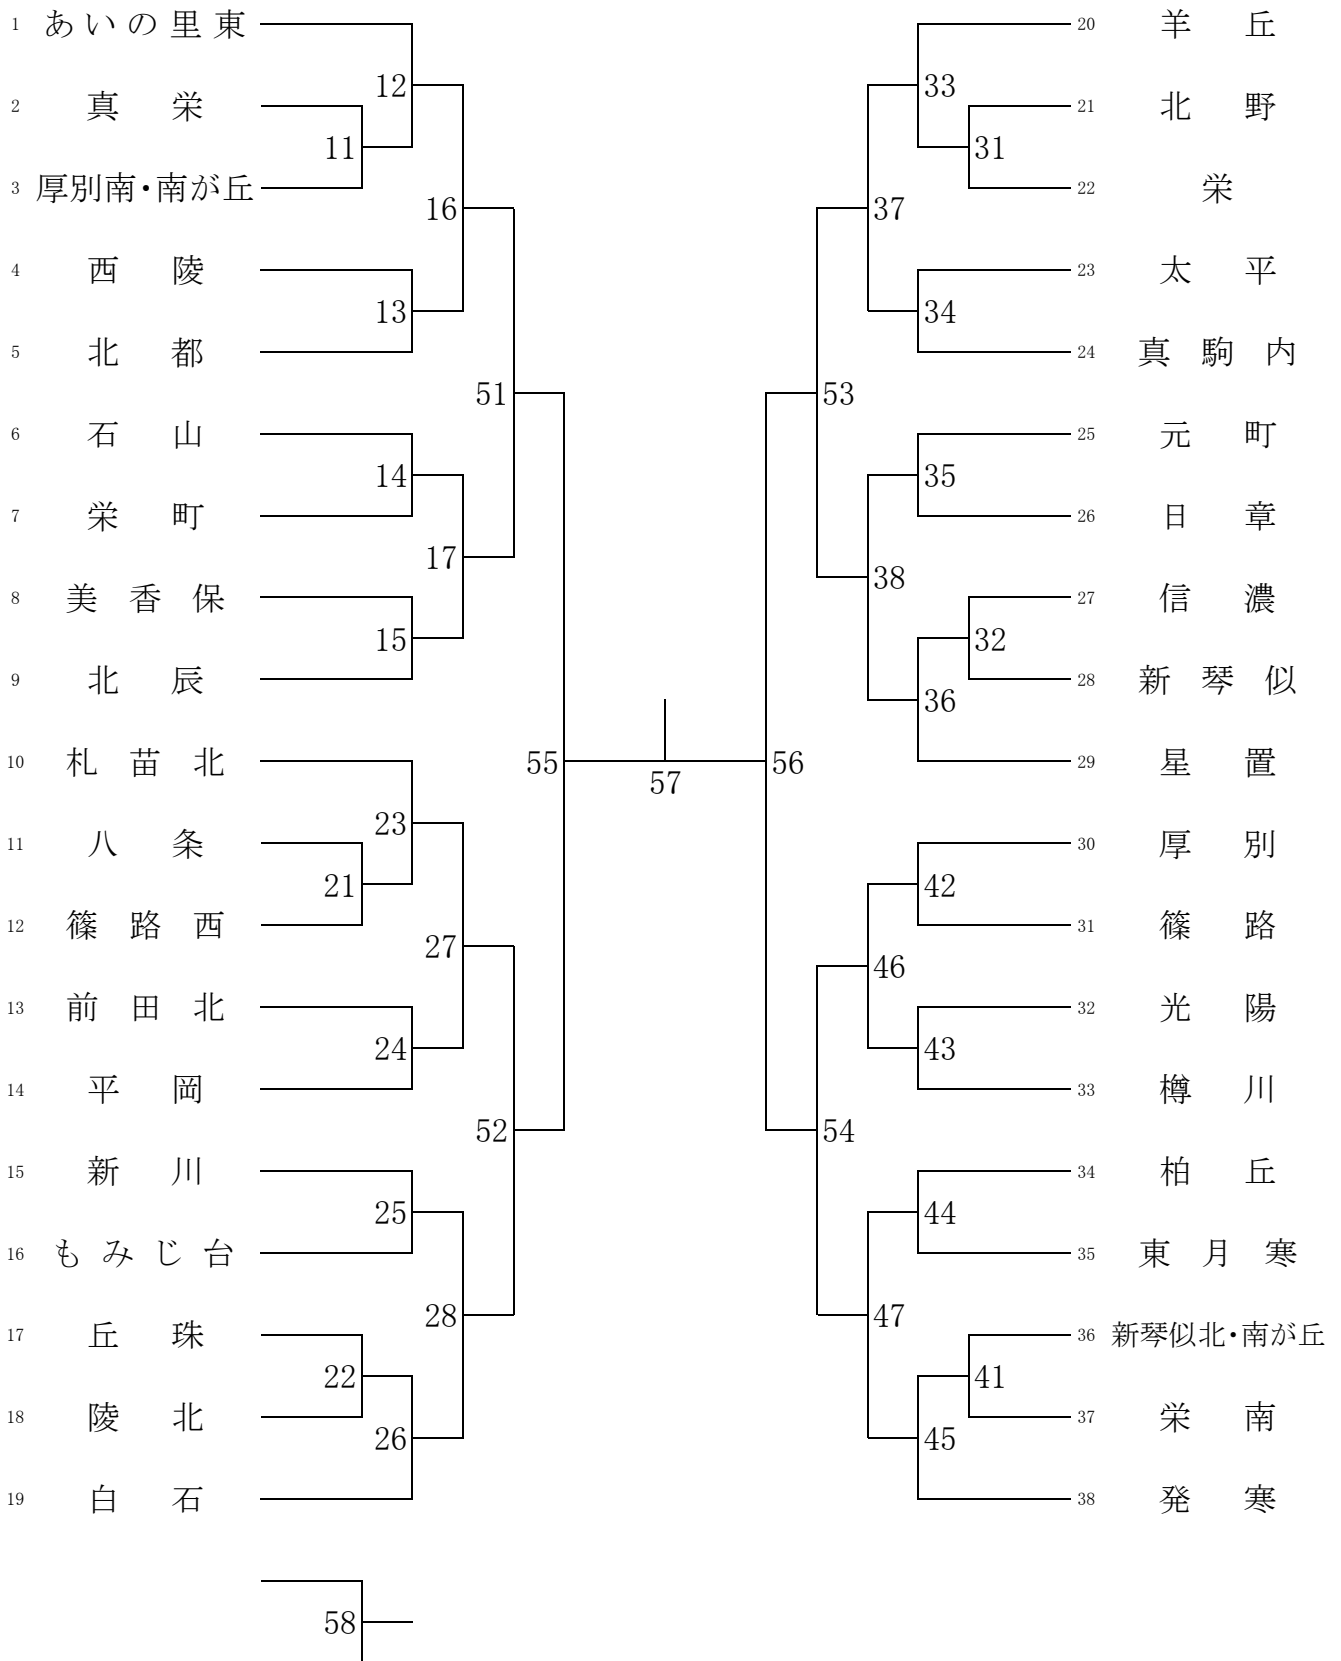 1 あいの里東
2 真栄
3 厚別南・南が丘
4 西陵
5 北都
6 石山
7 栄町
8 美香保
9 北辰
10 札苗北
11 八条
12 篠路西
13 前田北
14 平岡
15 新川
16 もみじ台
17 丘珠
18 陵北
19 白石
12
11
16
13
51
14
17
15
55
23
21
27
24
52
25
28
22
26
58
57
33
31
37
34
53
35
38
32
36
56
42
46
43
54
44
47
41
45
20 羊丘
21 北野
22 栄
23 太平
24 真駒内
25 元町
26 日章
27 信濃
28 新琴似
29 星置
30 厚別
31 篠路
32 光陽
33 樽川
34 柏丘
35 東月寒
36 新琴似北・南が丘
37 栄南
38 発寒